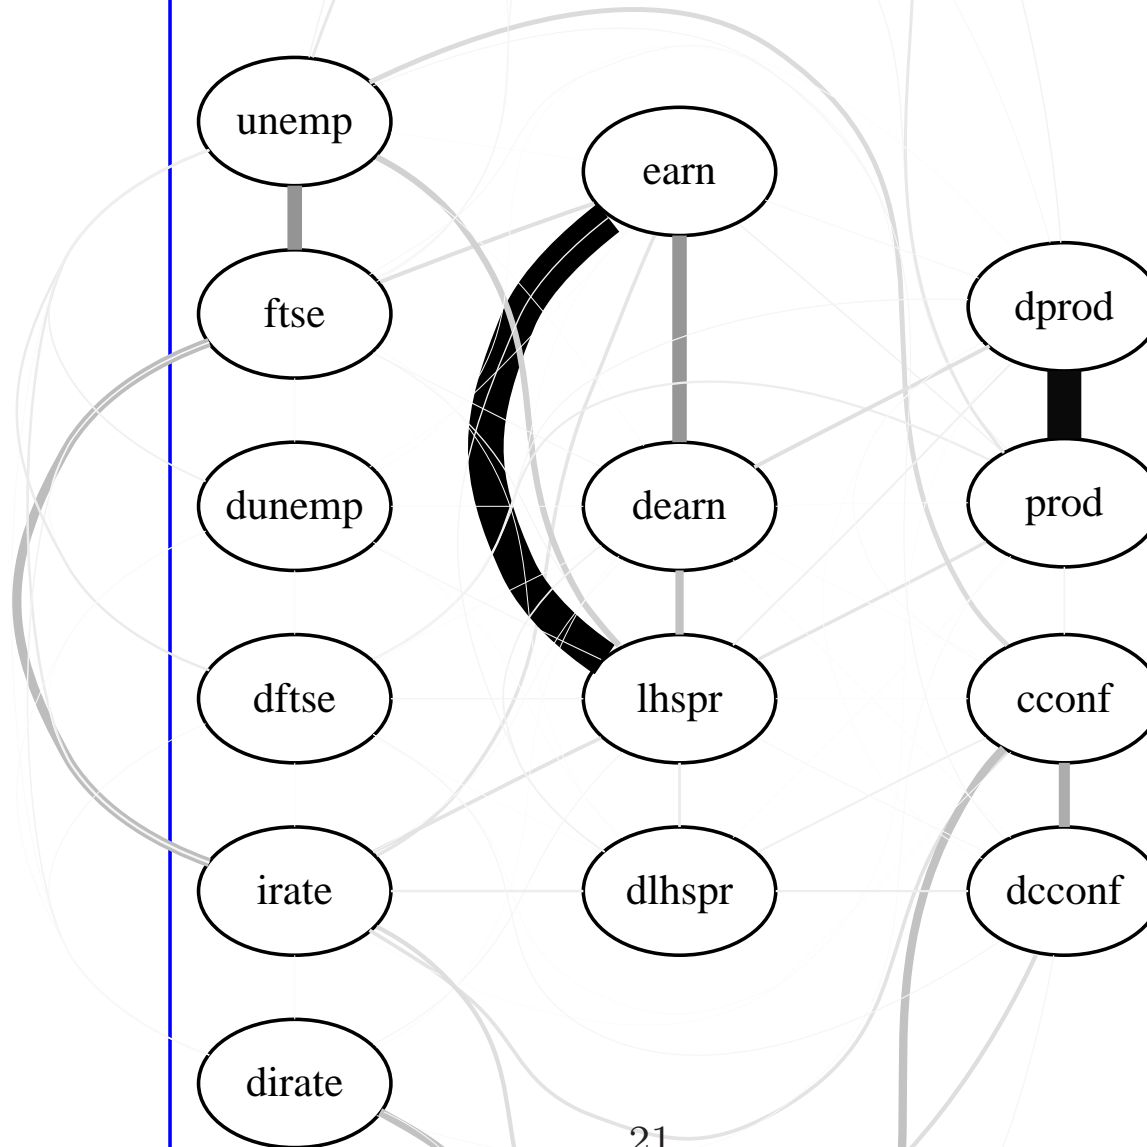 unemp
earn
ftse
dprod
dunemp
dearn
prod
dftse
lhspr
cconf
irate
dlhspr
dcconf
dirate
21